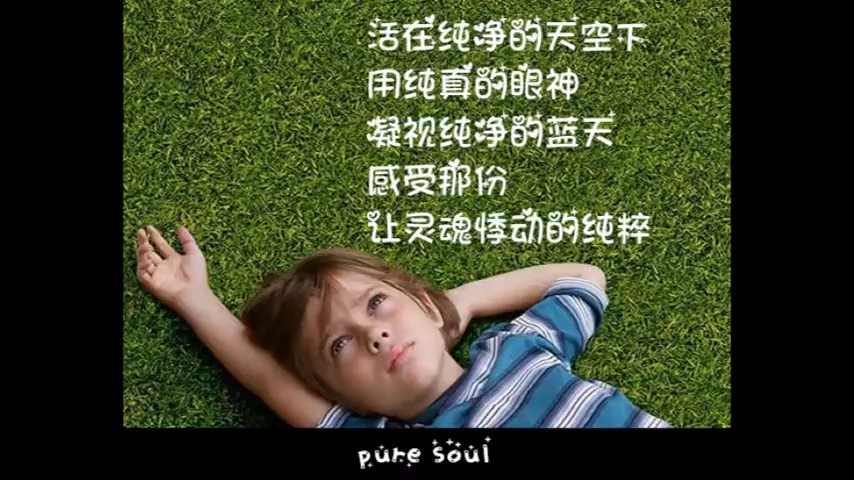 活在纯净的天空下
用纯真的眼神
凝视纯净的蓝天
感受那份
让灵魂悸动的纯粹
pure soul